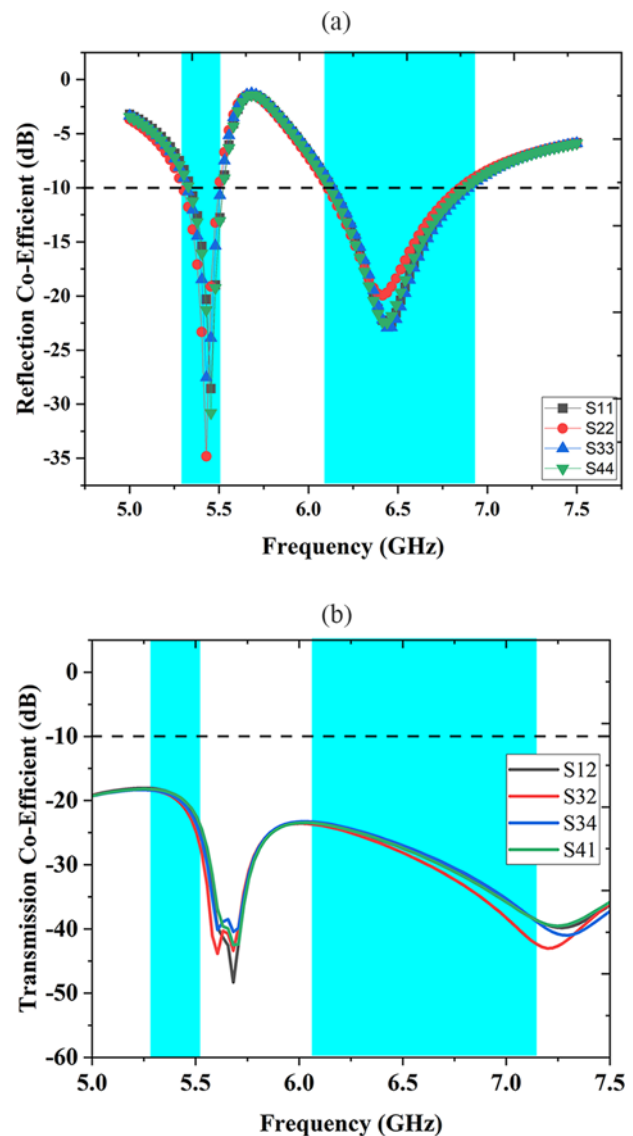 (a)
Reflection Co-Efficient (dB)
0
-5
-10
-15
-20
-25
-30
-35
S11
S22
S33
S44
5.0 5.5 6.0 6.5 7.0 7.5
Frequency (GHz)
(b)
Transmission Co-Efficient (dB)
0
-10
-20
-30
-40
-50
-60
S12
S32
S34
S41
5.0 5.5 6.0 6.5 7.0 7.5
Frequency (GHz)